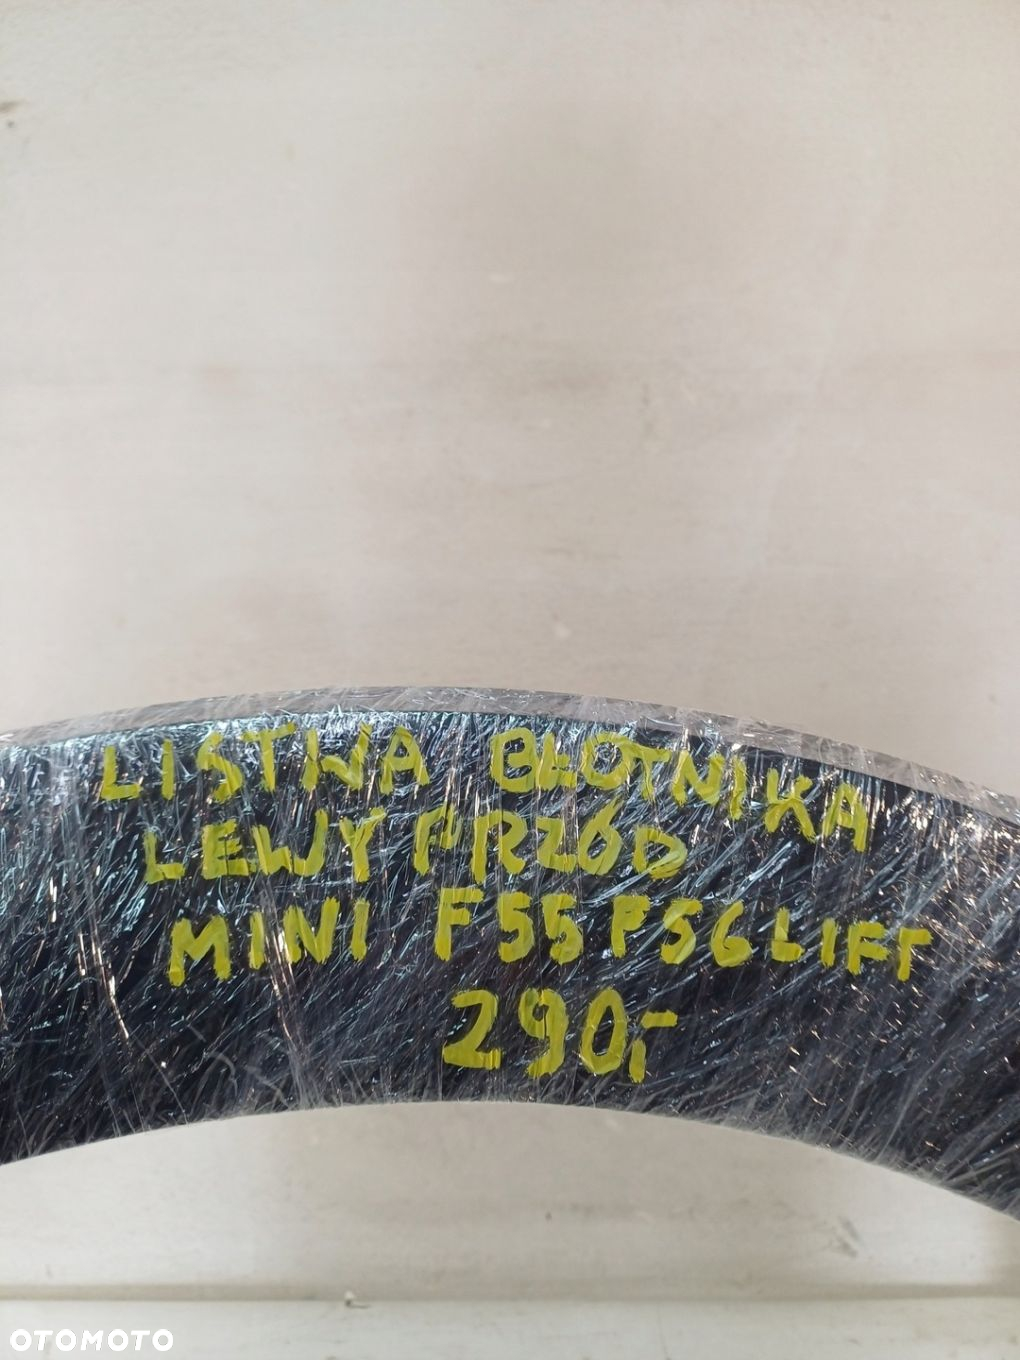 LISTWA BŁOTNIKA
LEWY PRZÓD
MINI F55 F56 LIFT
290,-
OTOMOTO